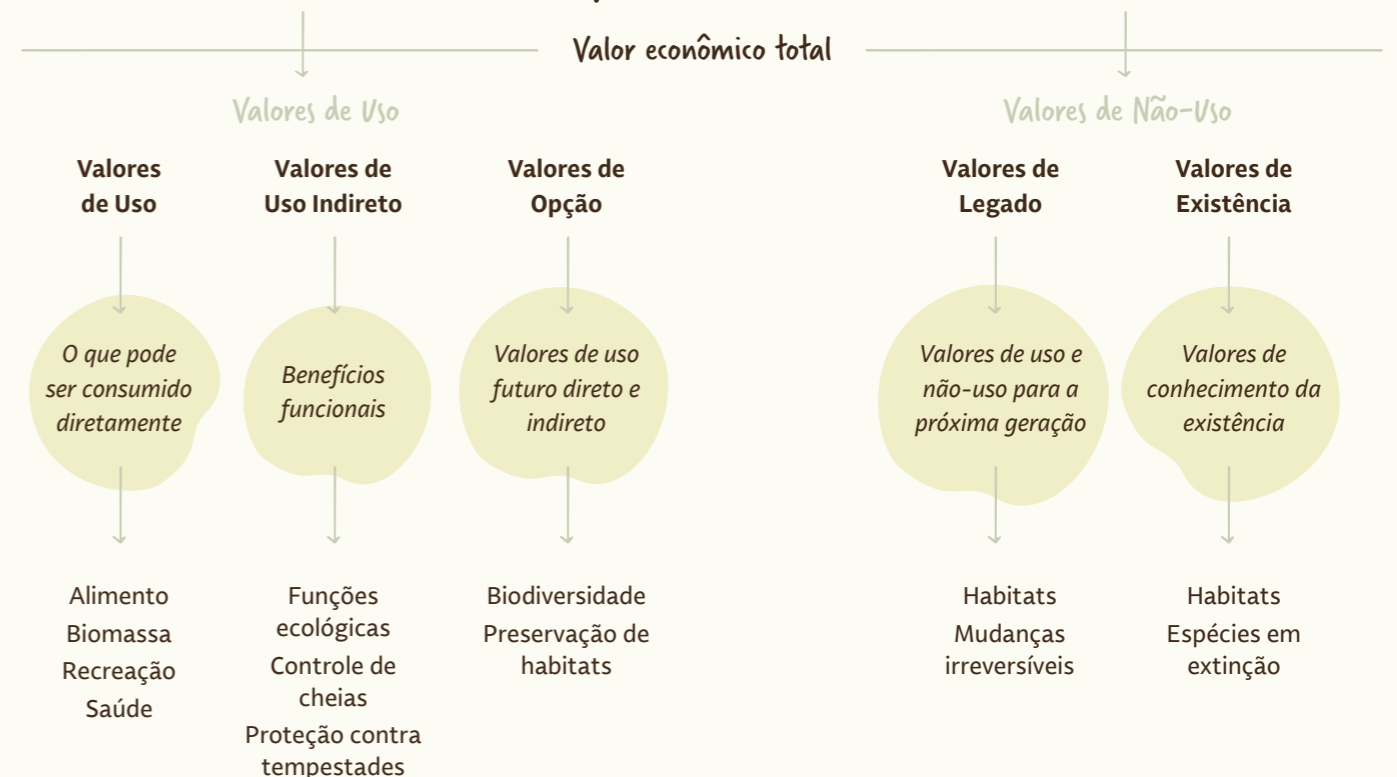 Valor econômico total
Valores de Uso
Valores de Não-Uso
Valores
de Uso
Valores de
Uso Indireto
Valores de
Opção
Valores de
Legado
Valores de
Existência
O que pode
ser consumido
diretamente
Benefícios
funcionais
Valores de uso
futuro direto e
indireto
Valores de uso e
não-uso para a
próxima geração
Valores de
conhecimento da
existência
Alimento
Biomassa
Recreação
Saúde
Funções
ecológicas
Controle de
cheias
Proteção contra
tempestades
Biodiversidade
Preservação de
habitats
Habitats
Mudanças
irreversíveis
Habitats
Espécies em
extinção